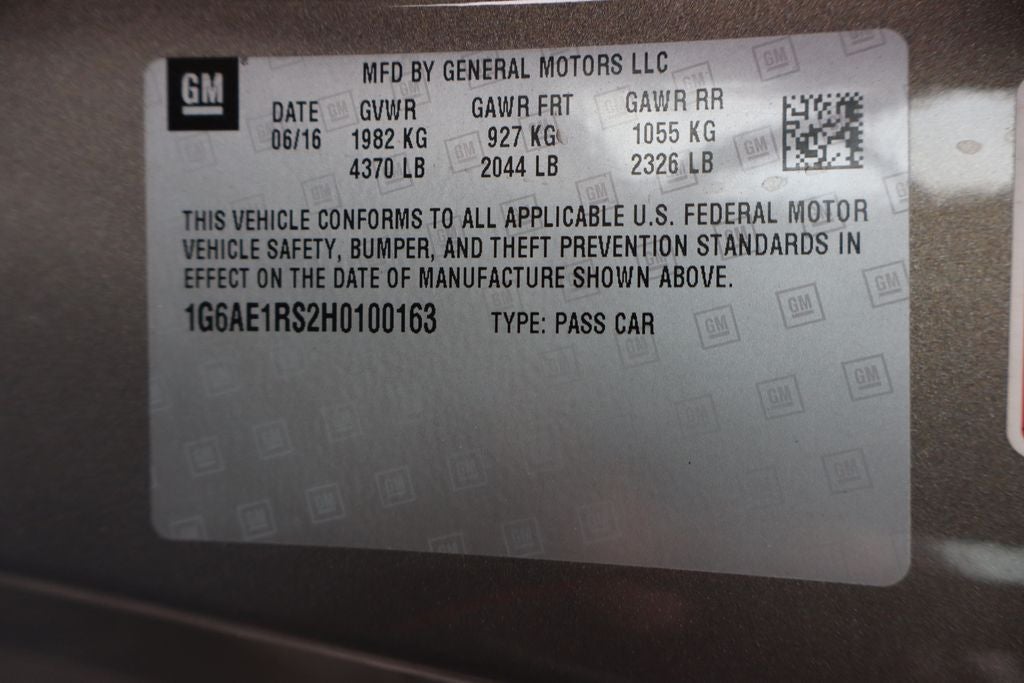 GM
MFD BY GENERAL MOTORS LLC
DATE GVWR GAWR FRT GAWR RR
06/16 1982 KG 927 KG 1055 KG
4370 LB 2044 LB 2326 LB
THIS VEHICLE CONFORMS TO ALL APPLICABLE U.S. FEDERAL MOTOR
VEHICLE SAFETY, BUMPER, AND THEFT PREVENTION STANDARDS IN
EFFECT ON THE DATE OF MANUFACTURE SHOWN ABOVE.
1G6AE1RS2H0100163 TYPE: PASS CAR